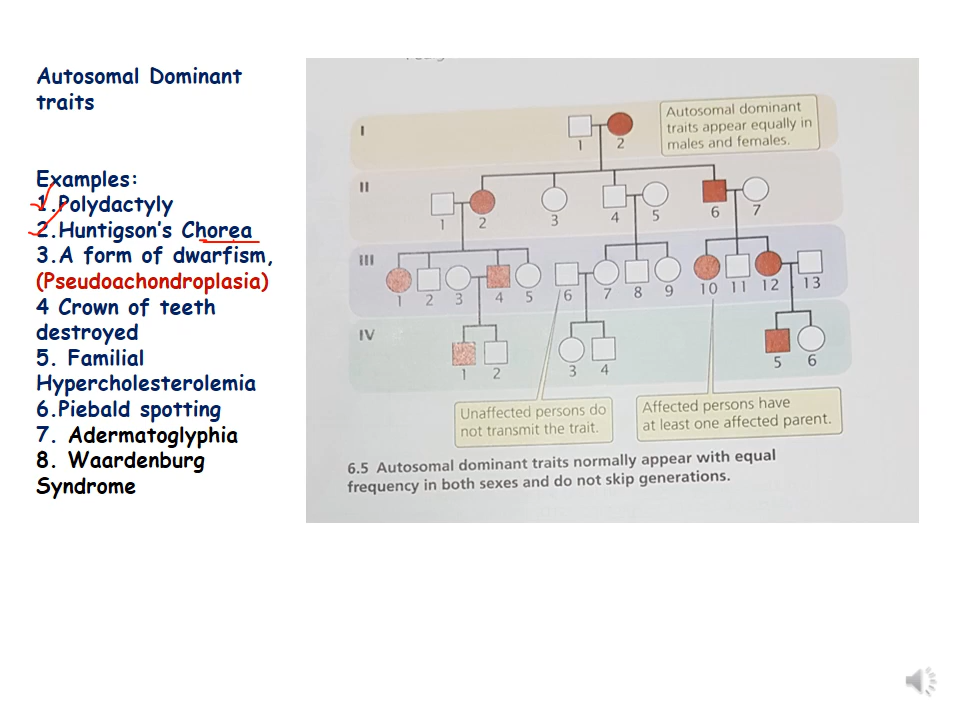 Autosomal Dominant
traits
Examples:
1.Polydactyly
2.Huntigson's Chorea
3.A form of dwarfism,
(Pseudoachondroplasia)
4 Crown of teeth
destroyed
5. Familial
Hypercholesterolemia
6.Piebald spotting
7. Adermatoglyphia
8. Waardenburg
Syndrome
I
1 2
Autosomal dominant
traits appear equally in
males and females.
II
1 2 3 4 5 6 7
III
1 2 3 4 5 6 7 8 9 10 11 12 13
IV
1 2 3 4 5 6
Unaffected persons do
not transmit the trait.
Affected persons have
at least one affected parent.
6.5 Autosomal dominant traits normally appear with equal
frequency in both sexes and do not skip generations.